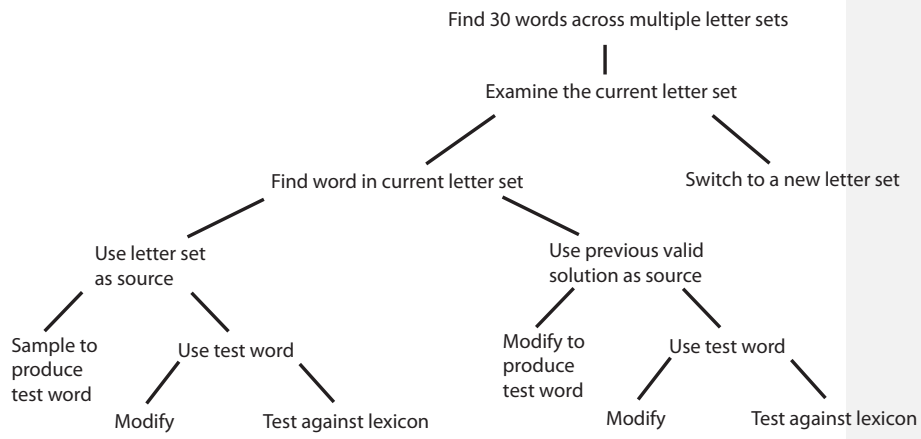 Find 30 words across multiple letter sets
Examine the current letter set
Find word in current letter set
Switch to a new letter set
Use letter set
as source
Use previous valid
solution as source
Sample to
produce
test word
Use test word
Modify to
produce
test word
Use test word
Modify
Test against lexicon
Modify
Test against lexicon